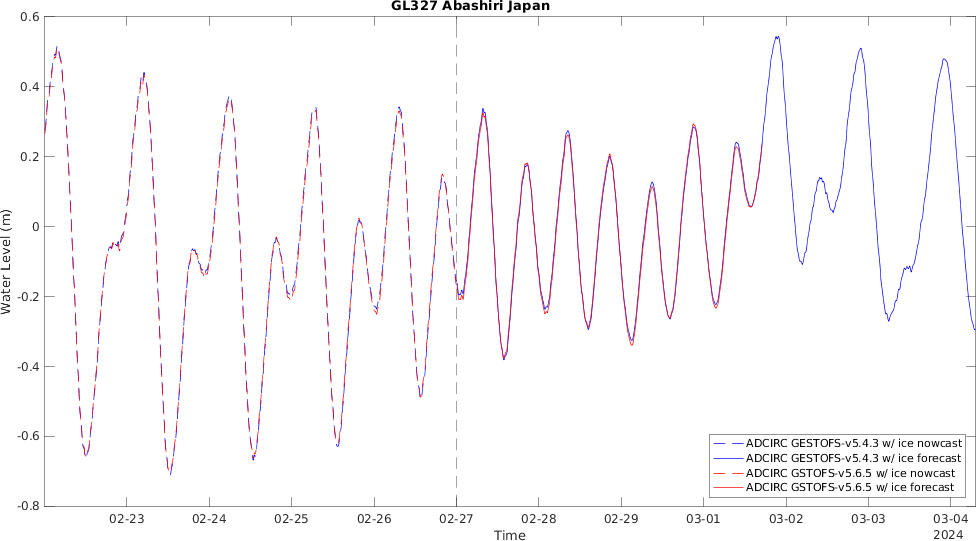 GL327 Abashiri Japan
0.6
0.4
0.2
0
-0.2
-0.4
-0.6
-0.8
Water Level (m)
ADCIRC GESTOFS-v5.4.3 w/ ice nowcast
ADCIRC GESTOFS-v5.4.3 w/ ice forecast
ADCIRC GSTOFS-v5.6.5 w/ ice nowcast
ADCIRC GSTOFS-v5.6.5 w/ ice forecast
02-23 02-24 02-25 02-26 02-27 02-28 02-29 03-01 03-02 03-03 03-04
2024
Time